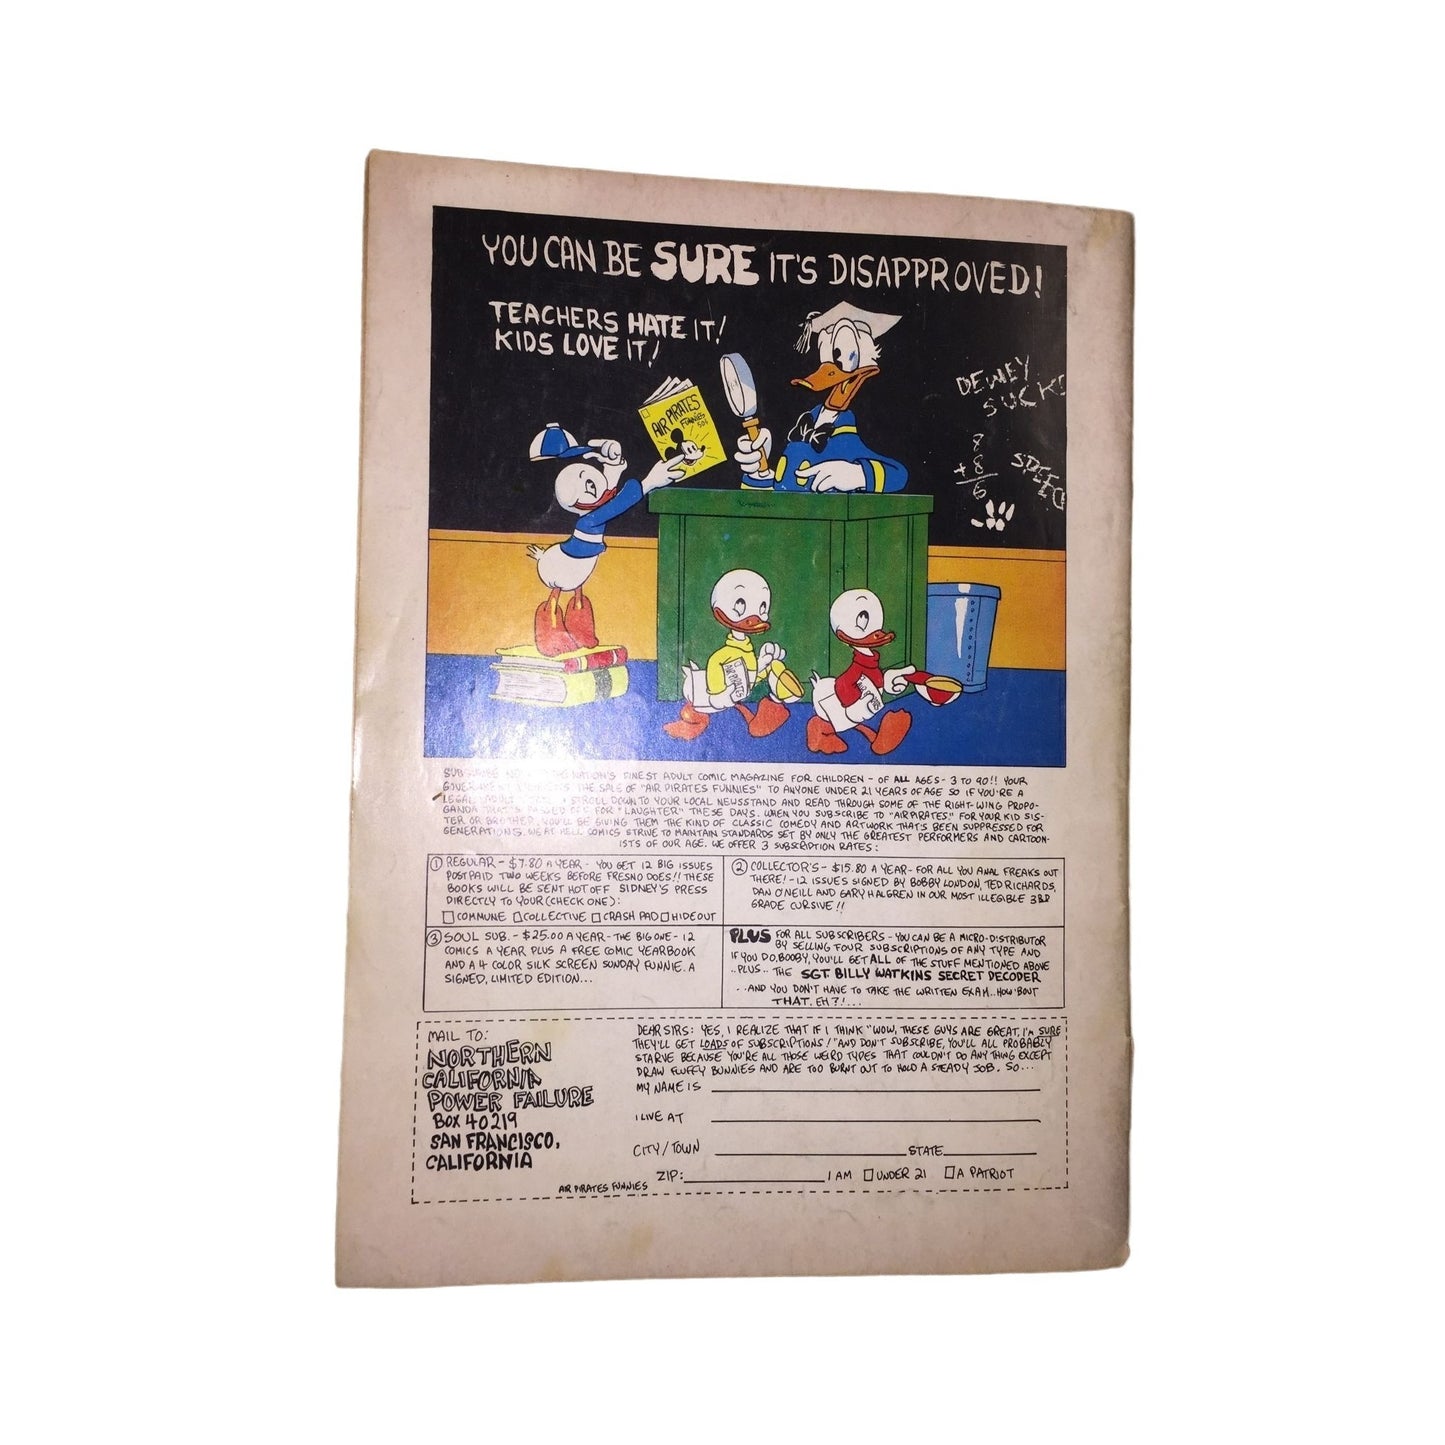 YOU CAN BE SURE IT'S DISAPPROVED!
TEACHERS HATE IT!
KIDS LOVE IT!
AIR PIRATES
FUNNIES
50¢
DEWEY
SUCKS
8
+8
6
SPEED
AIR PIRATES
SUBSCRIBE NOW TO THE NATION'S FINEST ADULT COMIC MAGAZINE FOR CHILDREN - OF ALL AGES - 3 TO 90!! YOUR
THE SALE OF "AIR PIRATES FUNNIES" TO ANYONE UNDER 21 YEARS OF AGE SO IF YOU'RE A
LEGAL STROLL DOWN TO YOUR LOCAL NEWSSTAND AND READ THROUGH SOME OF THE RIGHT-WING PROPO-
GANDA THAT'S PASSED OFF FOR "LAUGHTER" THESE DAYS. WHEN YOU SUBSCRIBE TO "AIR PIRATES" FOR YOUR KID SIS-
TER OR BROTHER, YOU'LL BE GIVING THEM THE KIND OF CLASSIC COMEDY AND ARTWORK THAT'S BEEN SUPPRESSED FOR
GENERATIONS. WE AT HELL COMICS STRIVE TO MAINTAIN STANDARDS SET BY ONLY THE GREATEST PERFORMERS AND CARTOON-
ISTS OF OUR AGE. WE OFFER 3 SUBSCRIPTION RATES:
① REGULAR - $7.80 A YEAR - YOU GET 12 BIG ISSUES
POSTPAID TWO WEEKS BEFORE FRESNO DOES!! THESE
BOOKS WILL BE SENT HOT OFF SIDNEY'S PRESS
DIRECTLY TO YOUR (CHECK ONE):
☐ COMMUNE ☐ COLLECTIVE ☐ CRASH PAD ☐ HIDEOUT
② COLLECTOR'S - $15.80 A YEAR - FOR ALL YOU ANAL FREAKS OUT
THERE! - 12 ISSUES SIGNED BY BOBBY LONDON, TED RICHARDS,
DAN O'NEILL AND GARY HALGREN IN OUR MOST ILLEGIBLE 3RD
GRADE CURSIVE!!
③ SOUL SUB. - $25.00 A YEAR - THE BIG ONE - 12
COMICS A YEAR PLUS A FREE COMIC YEARBOOK
AND A 4 COLOR SILK SCREEN SUNDAY FUNNIE. A
SIGNED, LIMITED EDITION...
PLUS FOR ALL SUBSCRIBERS - YOU CAN BE A MICRO-DISTRIBUTOR
BY SELLING FOUR SUBSCRIPTIONS OF ANY TYPE AND
IF YOU DO, BOOBY, YOU'LL GET ALL OF THE STUFF MENTIONED ABOVE
..PLUS.. THE SGT BILLY WATKINS SECRET DECODER
..AND YOU DON'T HAVE TO TAKE THE WRITTEN EXAM.. HOW 'BOUT
THAT. EH?!...
MAIL TO:
NORTHERN
CALIFORNIA
POWER FAILURE
BOX 40219
SAN FRANCISCO,
CALIFORNIA
DEAR SIRS: YES, I REALIZE THAT IF I THINK "WOW, THESE GUYS ARE GREAT, I'M SURE
THEY'LL GET LOADS OF SUBSCRIPTIONS!" AND DON'T SUBSCRIBE, YOU'LL ALL PROBABLY
STARVE BECAUSE YOU'RE ALL THOSE WEIRD TYPES THAT COULDN'T DO ANYTHING EXCEPT
DRAW FLUFFY BUNNIES AND ARE TOO BURNT OUT TO HOLD A STEADY JOB. SO...
MY NAME IS
I LIVE AT
CITY/TOWN STATE
ZIP: I AM ☐ UNDER 21 ☐ A PATRIOT
AIR PIRATES FUNNIES